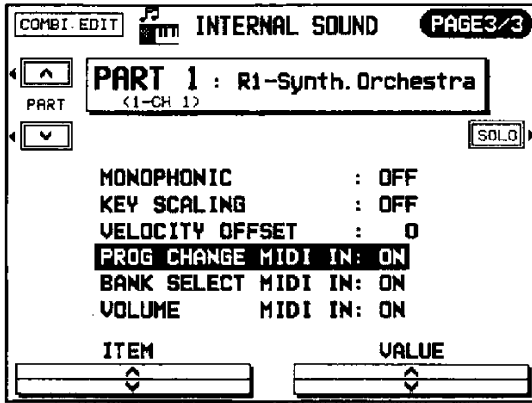 COMBI.EDIT INTERNAL SOUND PAGE3/3
PART 1 : R1-Synth.Orchestra
(1-CH 1)
PART
SOLO
MONOPHONIC : OFF
KEY SCALING : OFF
VELOCITY OFFSET : 0
PROG CHANGE MIDI IN: ON
BANK SELECT MIDI IN: ON
VOLUME MIDI IN: ON
ITEM VALUE